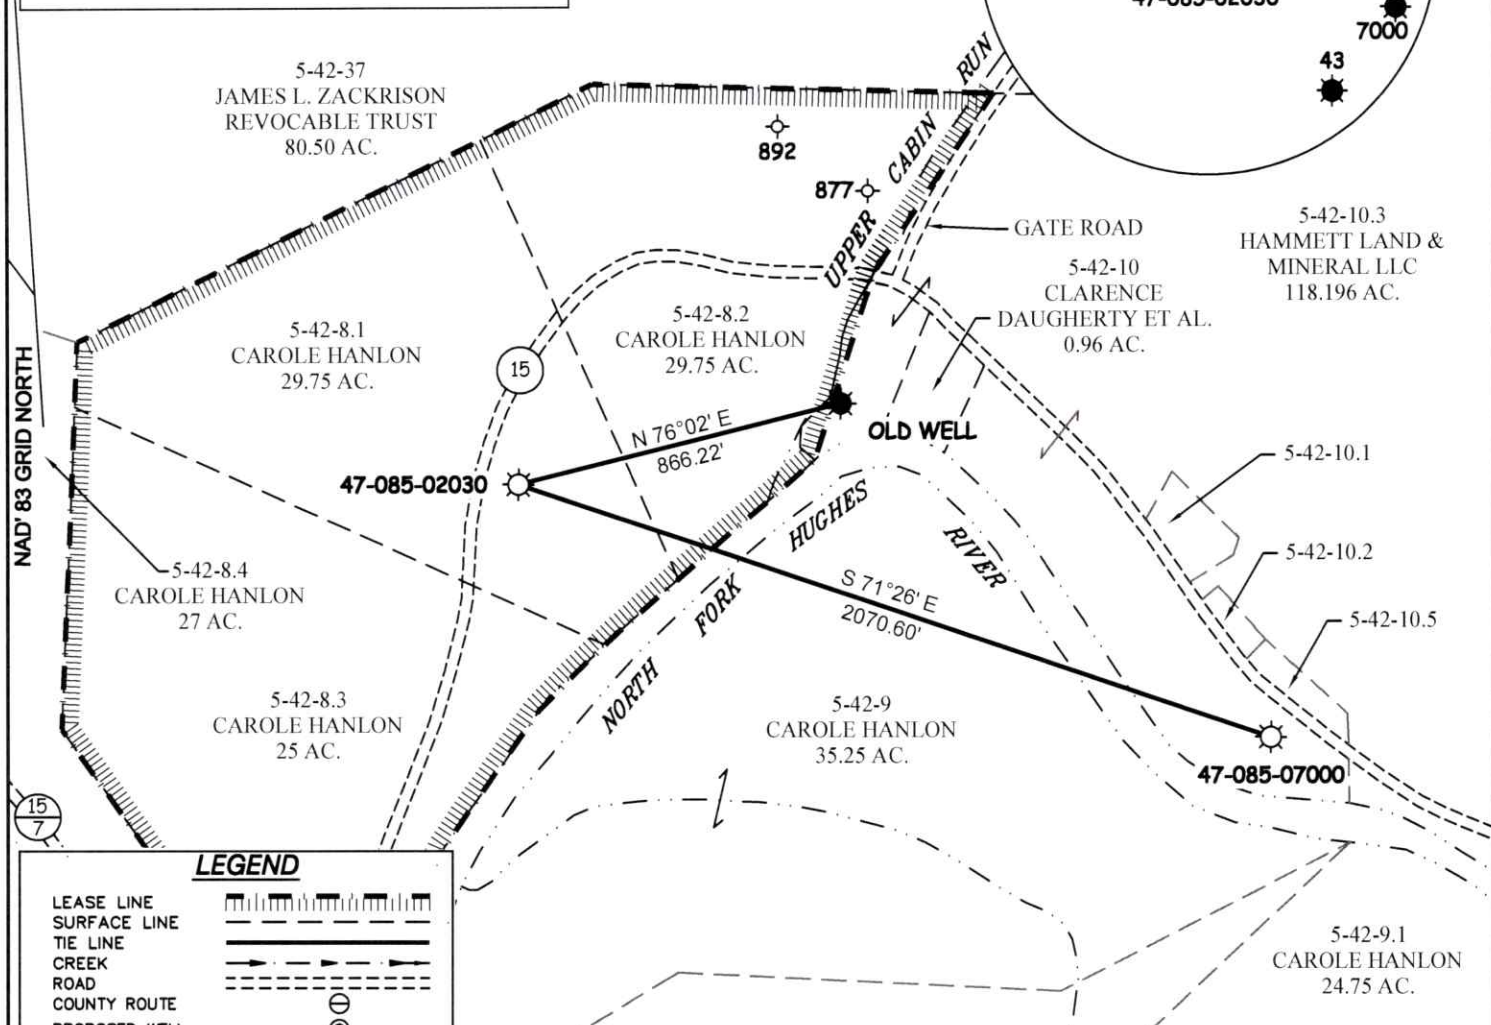 7000
43
5-42-37
JAMES L. ZACKRISON
REVOCABLE TRUST
80.50 AC.
892
877
UPPER CABIN RUN
GATE ROAD
5-42-10.3
HAMMETT LAND &
MINERAL LLC
118.196 AC.
5-42-10
CLARENCE
DAUGHERTY ET AL.
0.96 AC.
NAD' 83 GRID NORTH
5-42-8.1
CAROLE HANLON
29.75 AC.
5-42-8.2
CAROLE HANLON
29.75 AC.
15
N 76°02' E
866.22'
OLD WELL
47-085-02030
5-42-10.1
5-42-10.2
5-42-10.5
5-42-8.4
CAROLE HANLON
27 AC.
NORTH FORK HUGHES RIVER
S 71°26' E
2070.60'
5-42-8.3
CAROLE HANLON
25 AC.
5-42-9
CAROLE HANLON
35.25 AC.
47-085-07000
15
7
LEGEND
LEASE LINE
SURFACE LINE
TIE LINE
CREEK
ROAD
COUNTY ROUTE
5-42-9.1
CAROLE HANLON
24.75 AC.